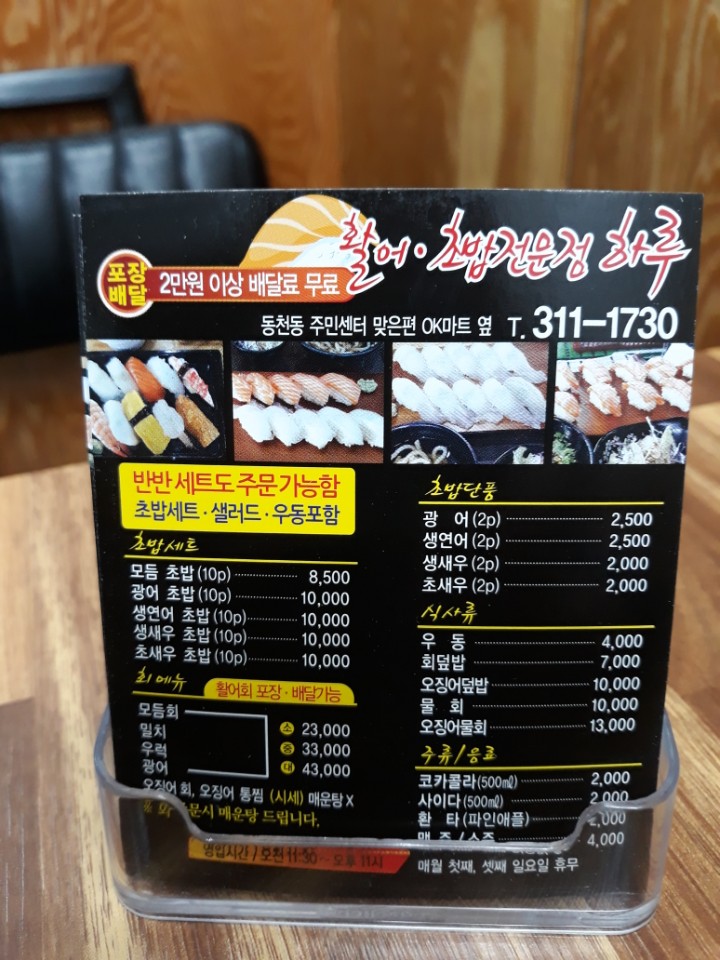 활어·초밥전문점 하루
포장
배달
2만원 이상 배달료 무료
동천동 주민센터 맞은편 OK마트 옆 T. 311-1730
반반 세트도 주문 가능함
초밥세트·샐러드·우동포함
초밥세트
모듬 초밥(10p) 8,500
광어 초밥(10p) 10,000
생연어 초밥(10p) 10,000
생새우 초밥(10p) 10,000
초새우 초밥(10p) 10,000
회메뉴
활어회 포장·배달가능
모듬회
밀치 소 23,000
우럭 중 33,000
광어 대 43,000
오징어 회, 오징어 통찜 (시세) 매운탕 X
문시 매운탕 드립니다.
영업시간 / 오전 11:30 - 오후 11시
초밥단품
광 어(2p) 2,500
생연어(2p) 2,500
생새우(2p) 2,000
초새우(2p) 2,000
식사류
우 동 4,000
회덮밥 7,000
오징어덮밥 10,000
물 회 10,000
오징어물회 13,000
주류/음료
코카콜라(500㎖) 2,000
사이다(500㎖) 2,000
환 타(파인애플) 2,000
맥 주 / 소주 4,000
매월 첫째, 셋째 일요일 휴무